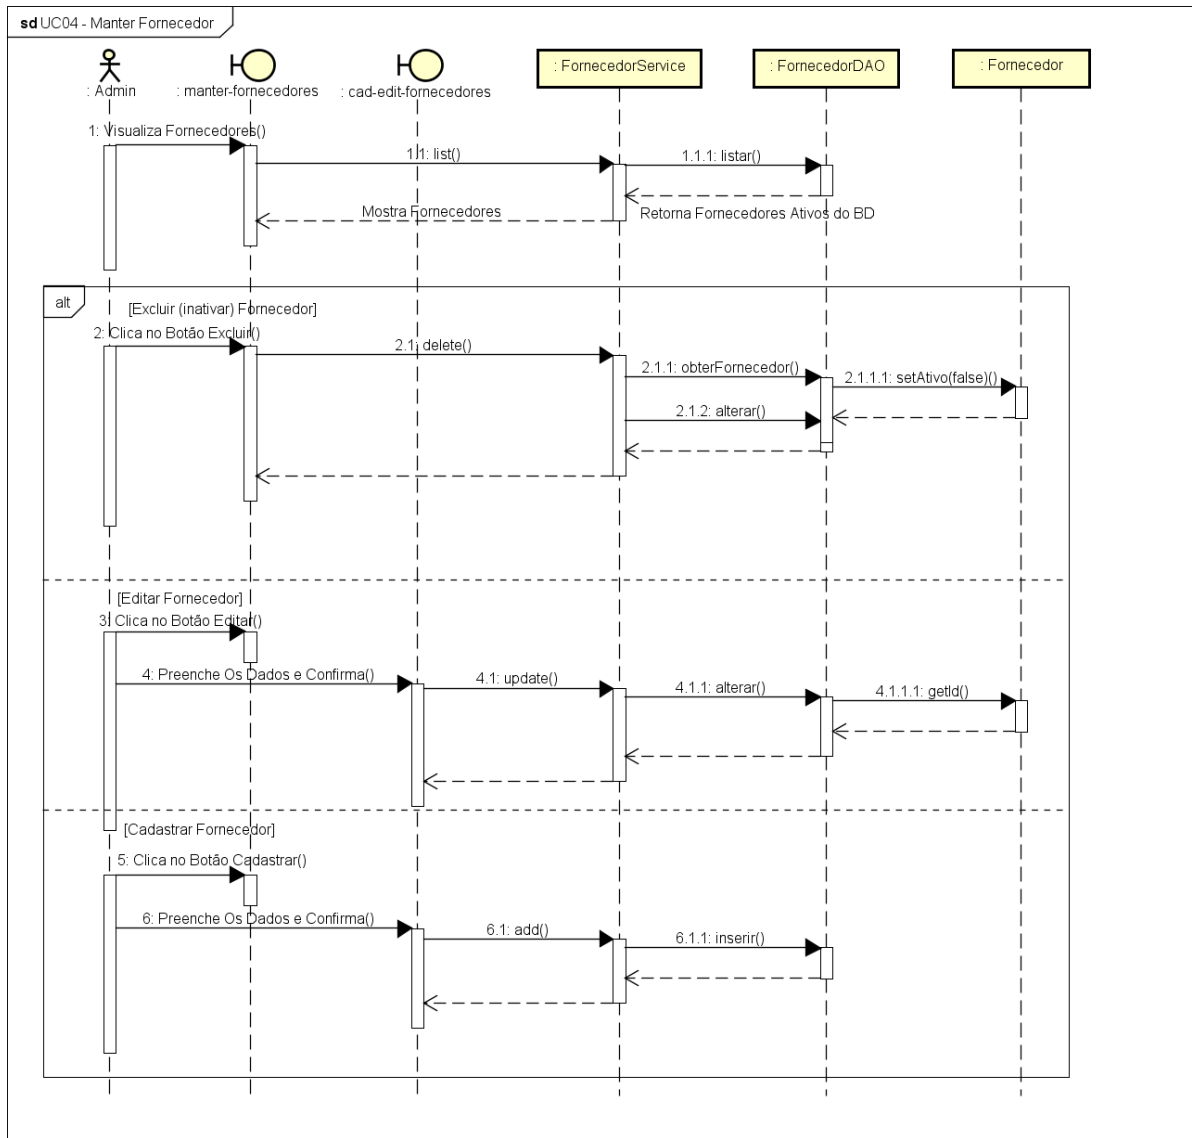 sd UC04 - Manter Fornecedor
: Admin
: manter-fornecedores
: cad-edit-fornecedores
: FornecedorService
: FornecedorDAO
: Fornecedor
1: Visualiza Fornecedores()
1.1: list()
1.1.1: listar()
Mostra Fornecedores
Retorna Fornecedores Ativos do BD
alt
[Excluir (inativar) Fornecedor]
2: Clica no Botão Excluir()
2.1: delete()
2.1.1: obterFornecedor()
2.1.1.1: setAtivo(false)()
2.1.2: alterar()
[Editar Fornecedor]
3: Clica no Botão Editar()
4: Preenche Os Dados e Confirma()
4.1: update()
4.1.1: alterar()
4.1.1.1: getId()
[Cadastrar Fornecedor]
5: Clica no Botão Cadastrar()
6: Preenche Os Dados e Confirma()
6.1: add()
6.1.1: inserir()